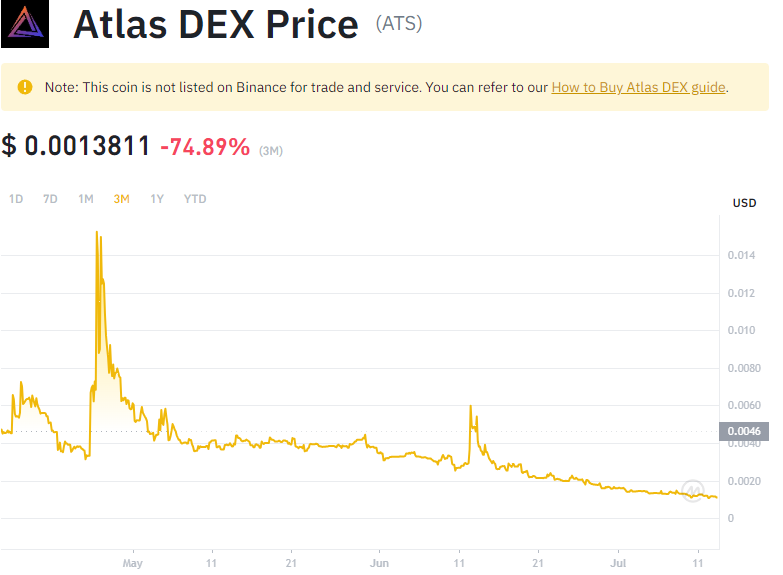 Atlas DEX Price (ATS)
Note: This coin is not listed on Binance for trade and service. You can refer to our How to Buy Atlas DEX guide.
$ 0.0013811 -74.89% (3M)
1D 7D 1M 3M 1Y YTD
USD
0.014
0.012
0.010
0.0080
0.0060
0.0046
0.0040
0.0020
0
May 11 21 Jun 11 21 Jul 11